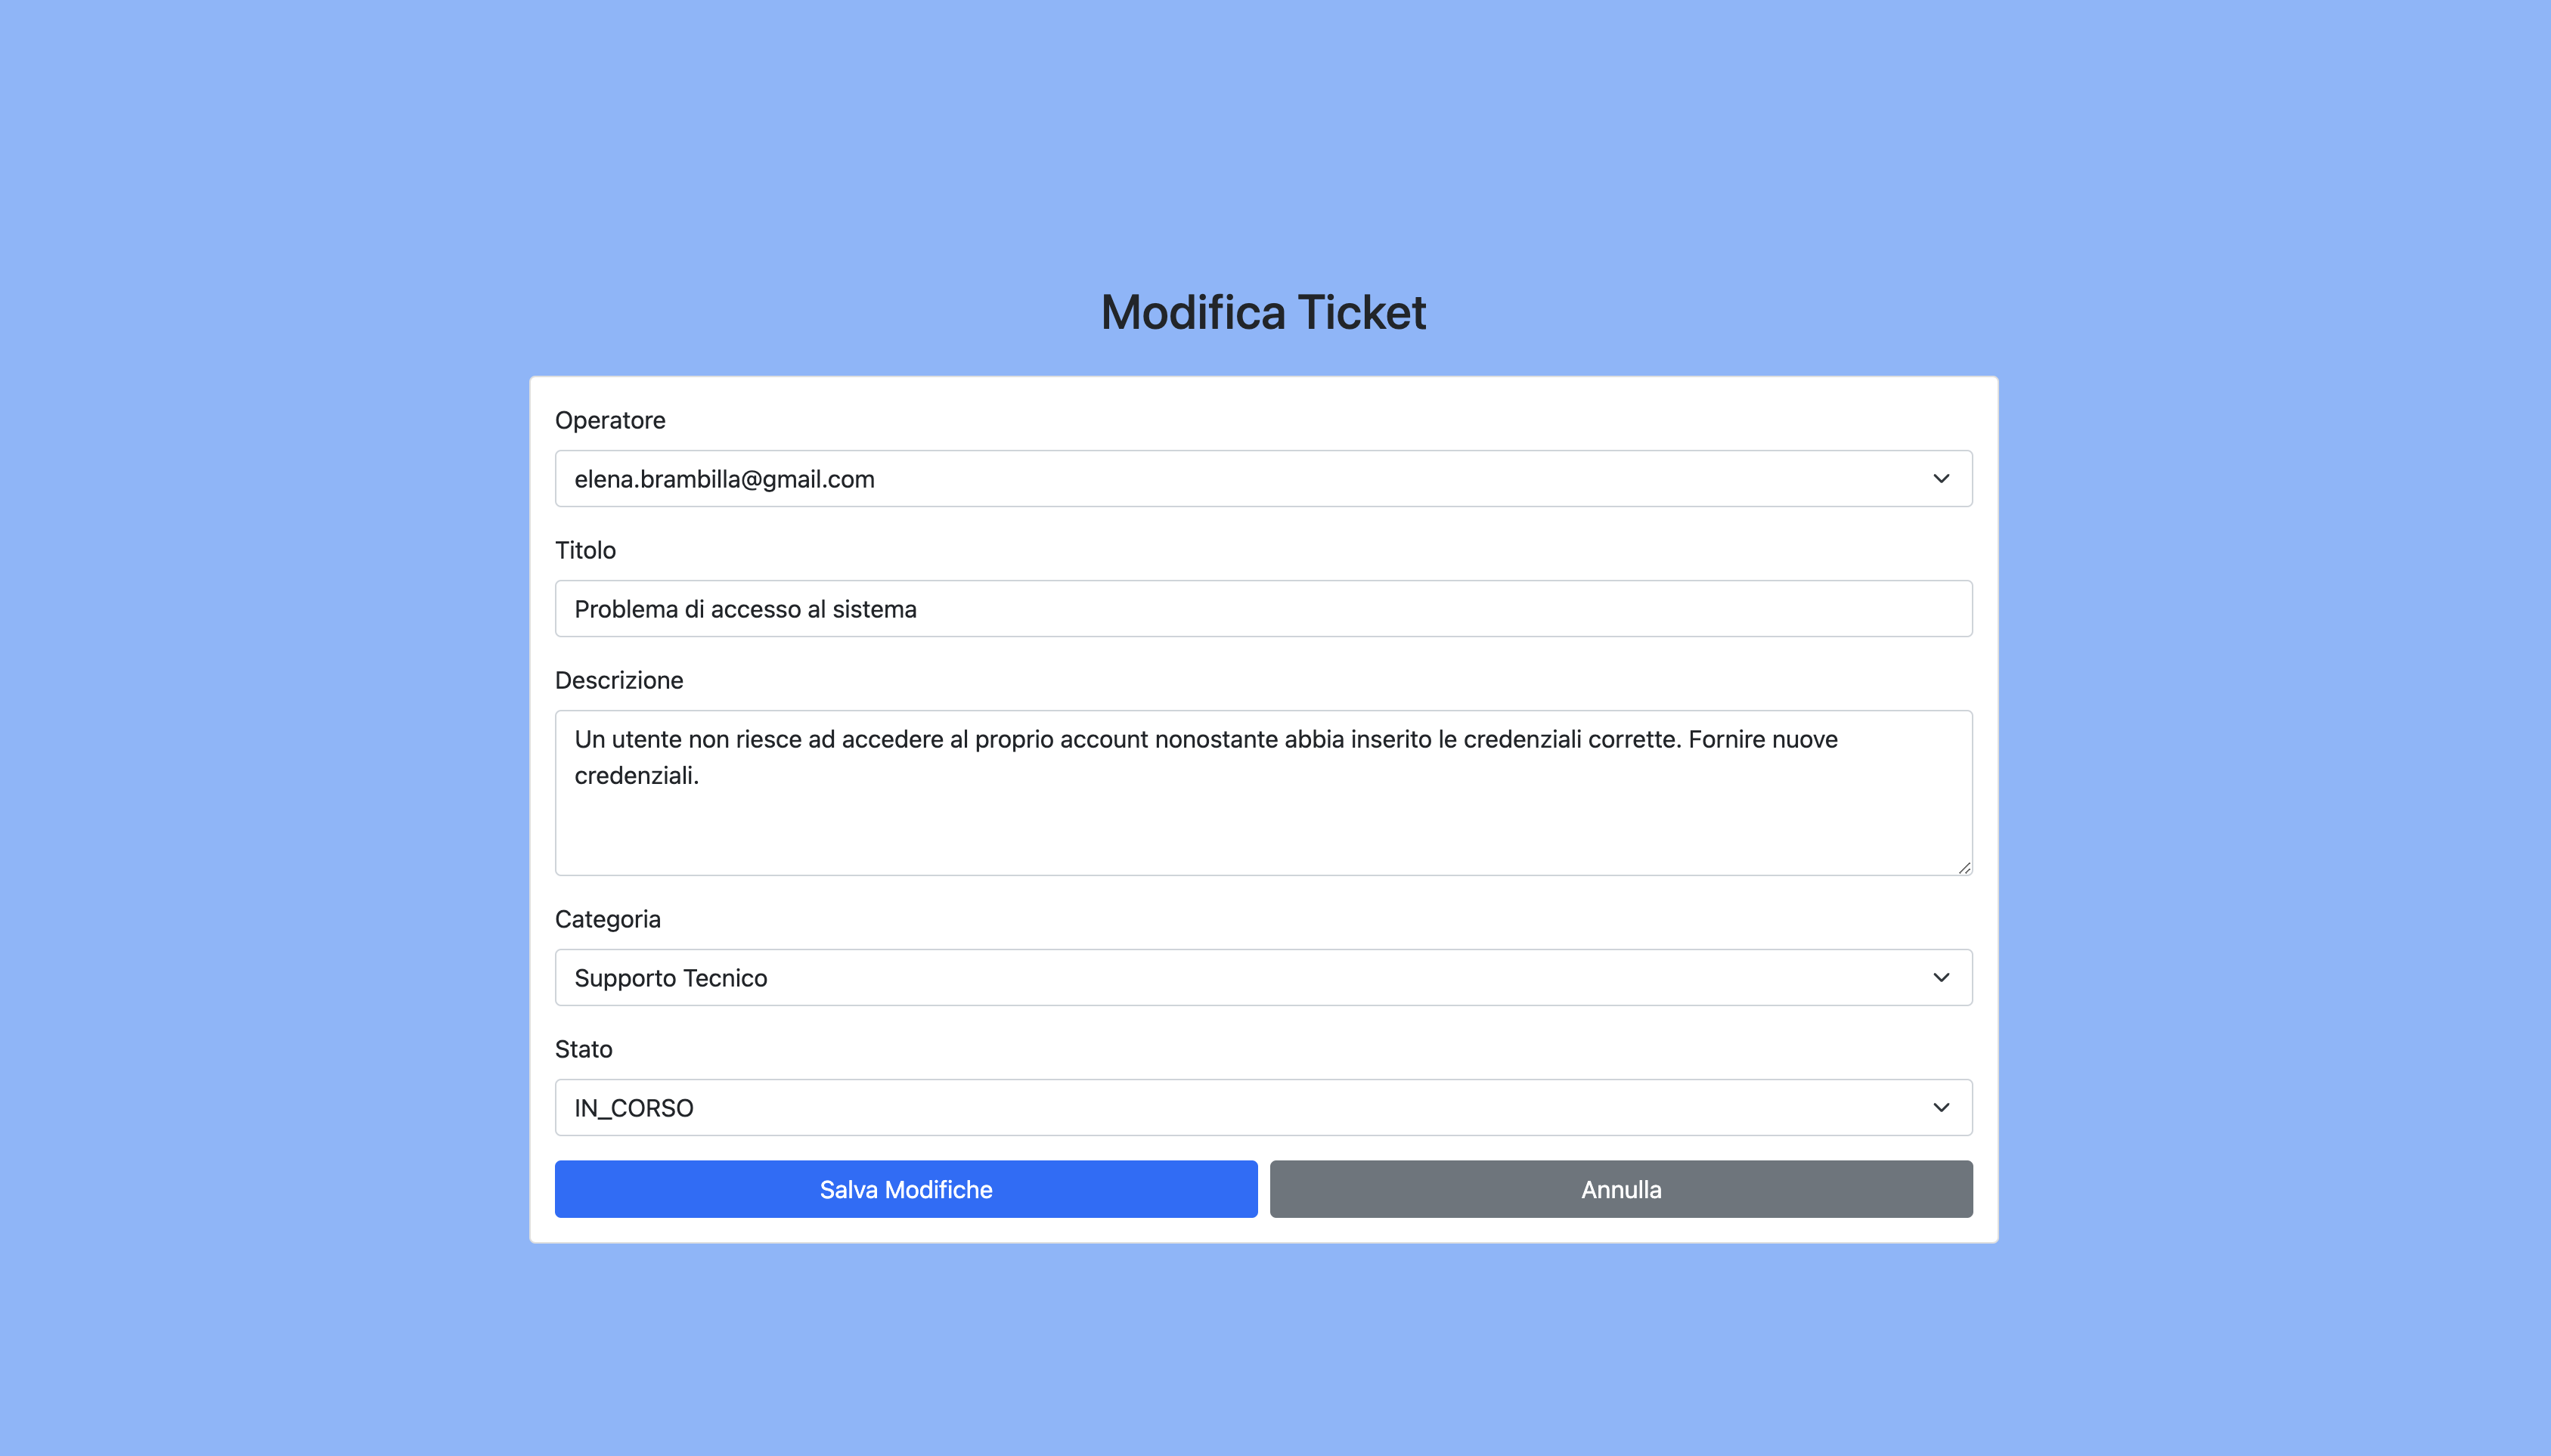 Modifica Ticket
Operatore
elena.brambilla@gmail.com
Titolo
Problema di accesso al sistema
Descrizione
Un utente non riesce ad accedere al proprio account nonostante abbia inserito le credenziali corrette. Fornire nuove
credenziali.
Categoria
Supporto Tecnico
Stato
IN_CORSO
Salva Modifiche
Annulla